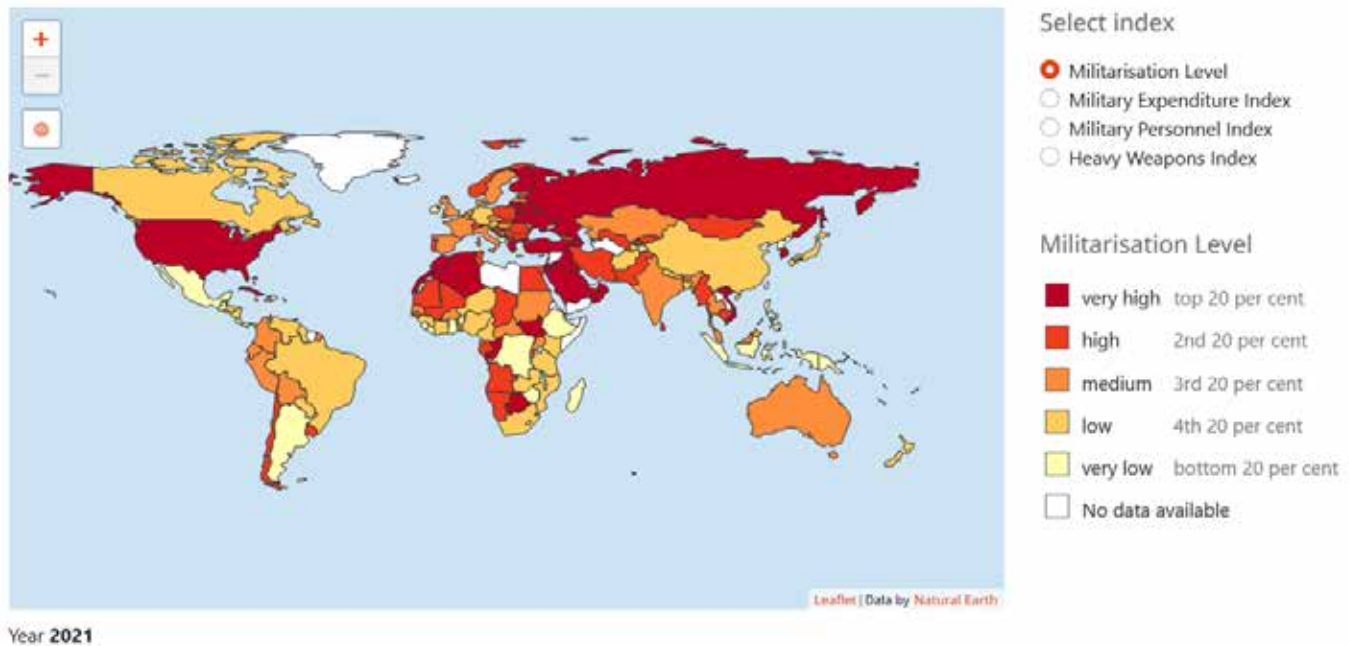 +
−
Select index
Militarisation Level
Military Expenditure Index
Military Personnel Index
Heavy Weapons Index
Militarisation Level
very high top 20 per cent
high 2nd 20 per cent
medium 3rd 20 per cent
low 4th 20 per cent
very low bottom 20 per cent
No data available
Leaflet | Data by Natural Earth
Year 2021